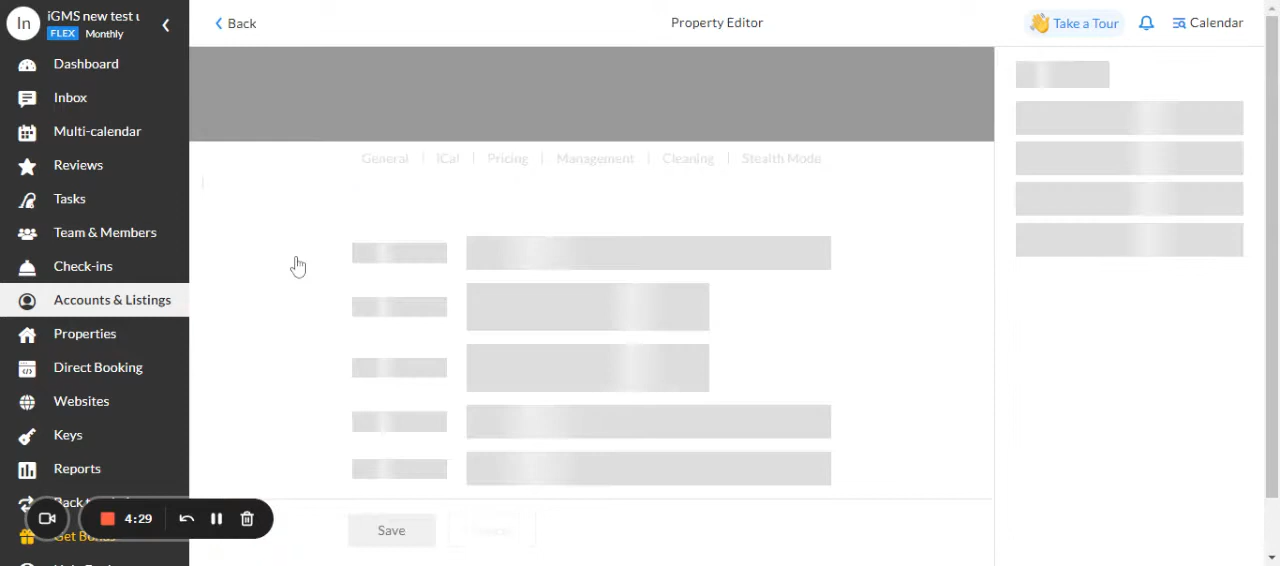 In
iGMS new test u
FLEX Monthly
Dashboard
Inbox
Multi-calendar
Reviews
Tasks
Team & Members
Check-ins
Accounts & Listings
Properties
Direct Booking
Websites
Keys
Reports
Back t
Get Bonus
4:29
Back
Property Editor
Take a Tour
Calendar
General | iCal | Pricing | Management | Cleaning | Stealth Mode
Save